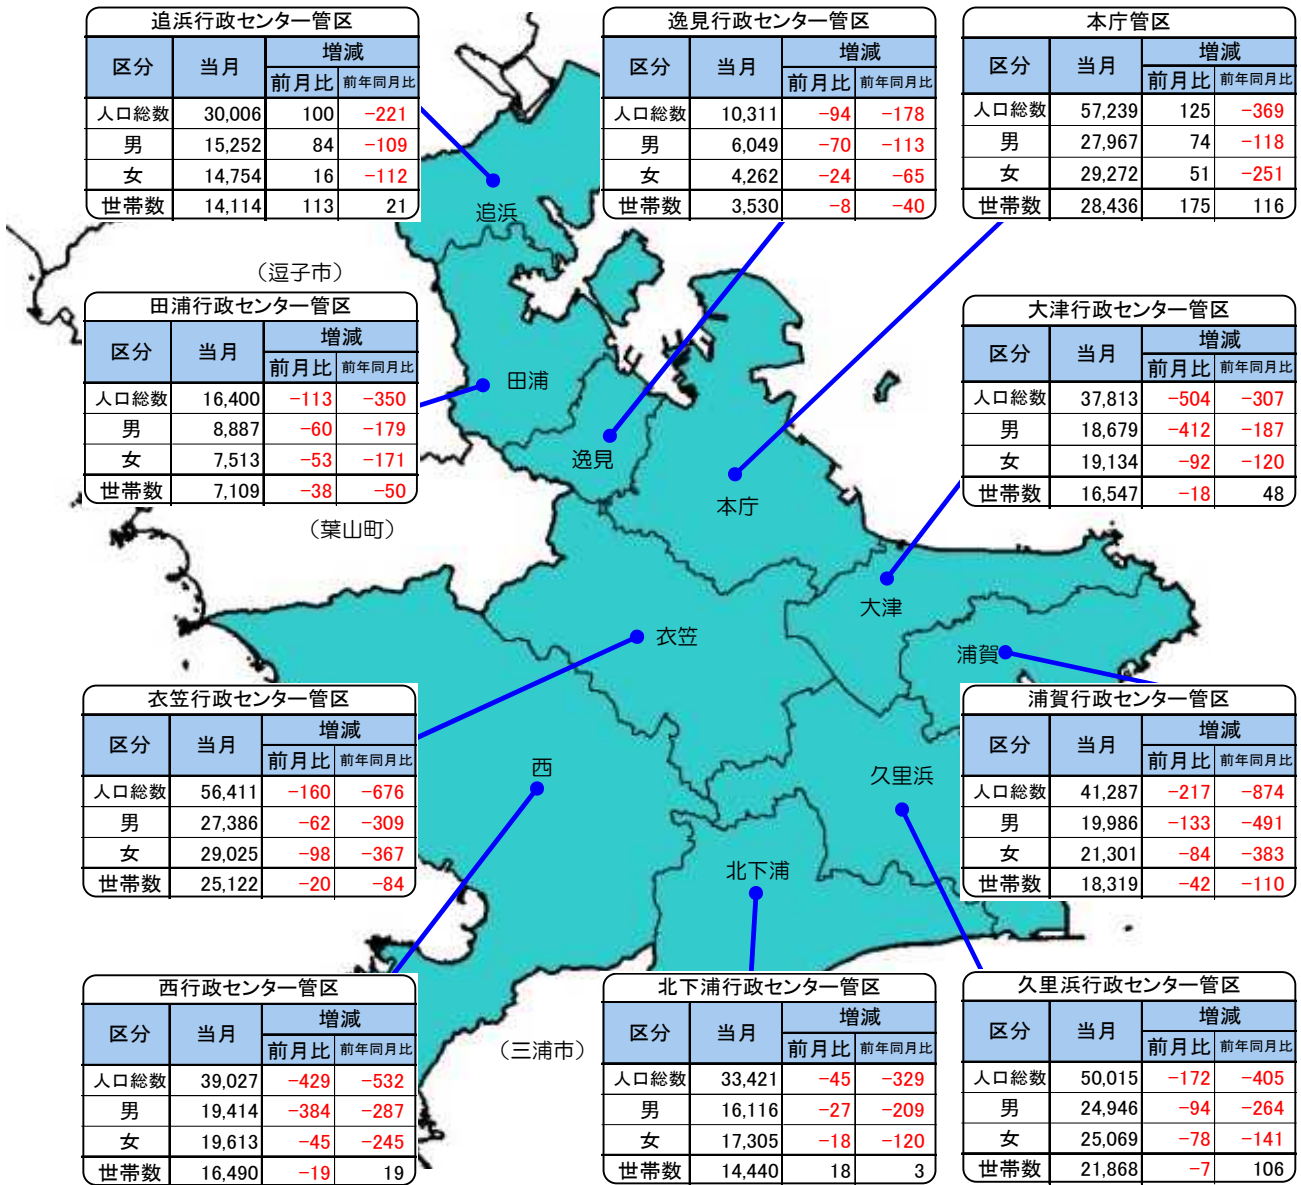 追浜行政センター管区
区分 当月 増減
前月比 前年同月比
人口総数 30,006 100 -221
男 15,252 84 -109
女 14,754 16 -112
世帯数 14,114 113 21
逸見行政センター管区
区分 当月 増減
前月比 前年同月比
人口総数 10,311 -94 -178
男 6,049 -70 -113
女 4,262 -24 -65
世帯数 3,530 -8 -40
本庁管区
区分 当月 増減
前月比 前年同月比
人口総数 57,239 125 -369
男 27,967 74 -118
女 29,272 51 -251
世帯数 28,436 175 116
追浜
(逗子市)
田浦行政センター管区
区分 当月 増減
前月比 前年同月比
人口総数 16,400 -113 -350
男 8,887 -60 -179
女 7,513 -53 -171
世帯数 7,109 -38 -50
田浦
逸見
本庁
(葉山町)
大津行政センター管区
区分 当月 増減
前月比 前年同月比
人口総数 37,813 -504 -307
男 18,679 -412 -187
女 19,134 -92 -120
世帯数 16,547 -18 48
大津
衣笠
浦賀
衣笠行政センター管区
区分 当月 増減
前月比 前年同月比
人口総数 56,411 -160 -676
男 27,386 -62 -309
女 29,025 -98 -367
世帯数 25,122 -20 -84
西
久里浜
北下浦
浦賀行政センター管区
区分 当月 増減
前月比 前年同月比
人口総数 41,287 -217 -874
男 19,986 -133 -491
女 21,301 -84 -383
世帯数 18,319 -42 -110
西行政センター管区
区分 当月 増減
前月比 前年同月比
人口総数 39,027 -429 -532
男 19,414 -384 -287
女 19,613 -45 -245
世帯数 16,490 -19 19
(三浦市)
北下浦行政センター管区
区分 当月 増減
前月比 前年同月比
人口総数 33,421 -45 -329
男 16,116 -27 -209
女 17,305 -18 -120
世帯数 14,440 18 3
久里浜行政センター管区
区分 当月 増減
前月比 前年同月比
人口総数 50,015 -172 -405
男 24,946 -94 -264
女 25,069 -78 -141
世帯数 21,868 -7 106